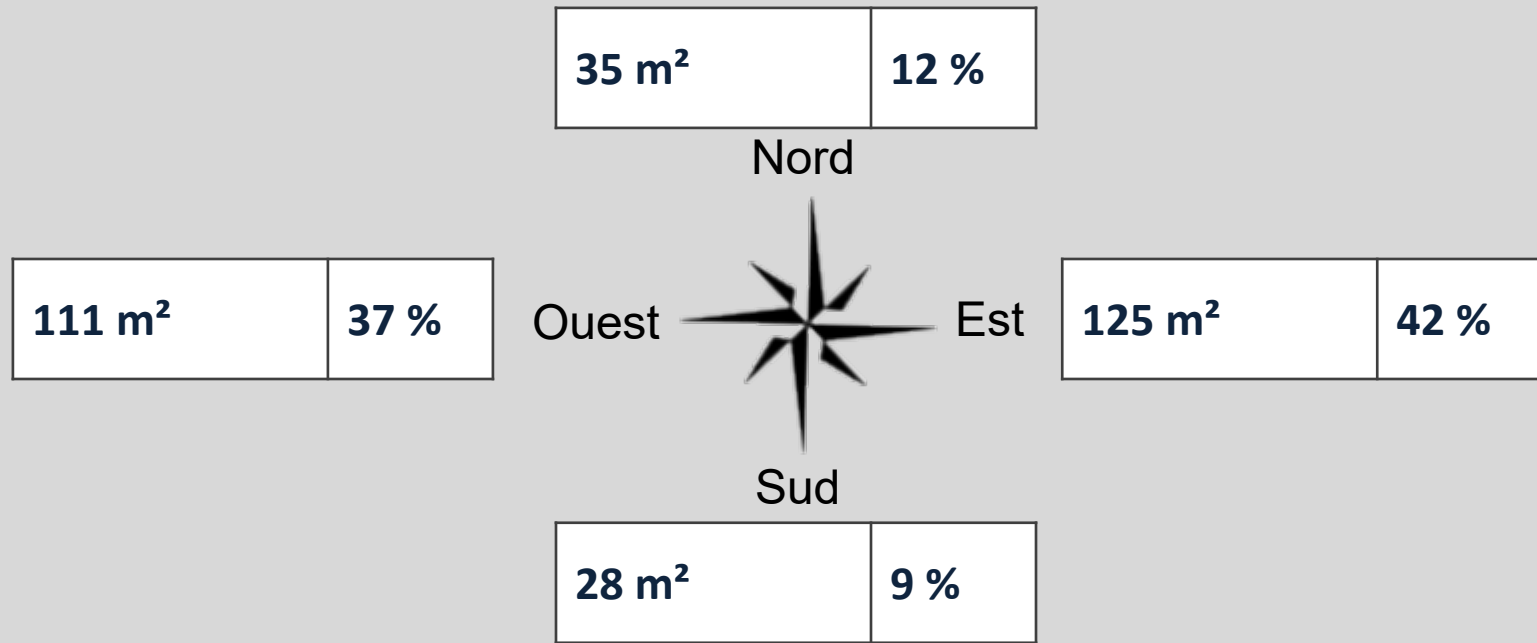 35 m² 12 %
Nord
111 m² 37 % Ouest Est 125 m² 42 %
Sud
28 m² 9 %